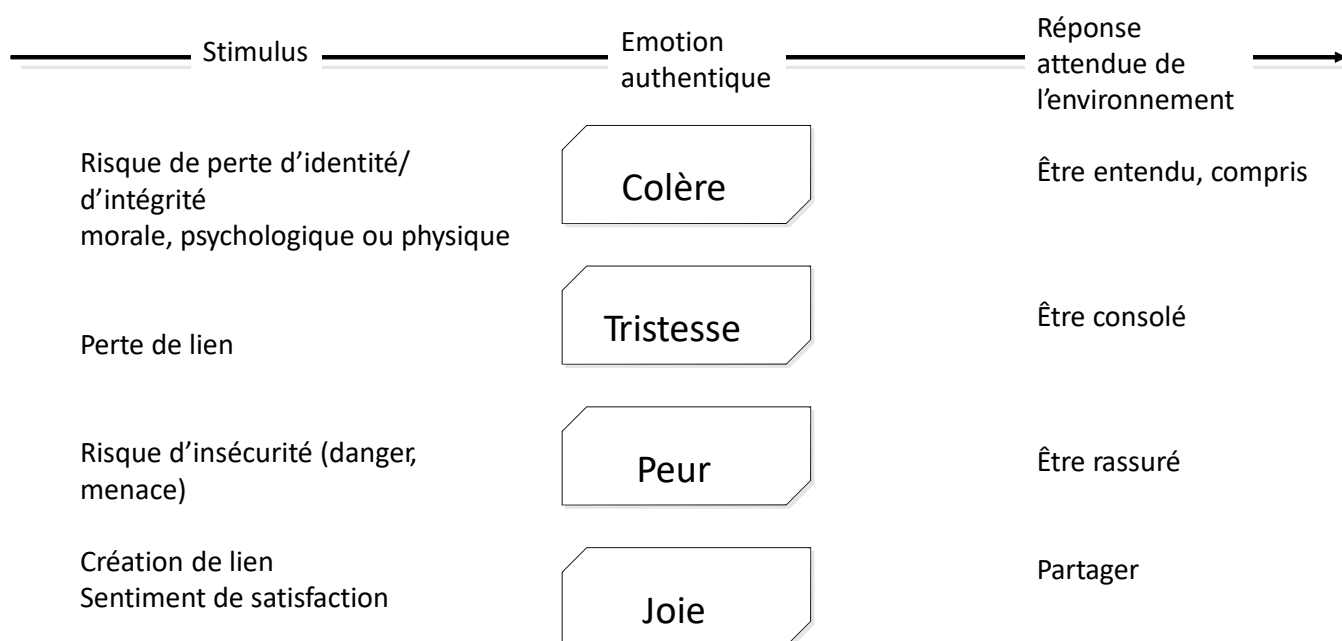 Stimulus
Emotion
authentique
Réponse
attendue de
l’environnement
Risque de perte d’identité/
d’intégrité
morale, psychologique ou physique
Colère
Être entendu, compris
Perte de lien
Tristesse
Être consolé
Risque d’insécurité (danger,
menace)
Peur
Être rassuré
Création de lien
Sentiment de satisfaction
Joie
Partager